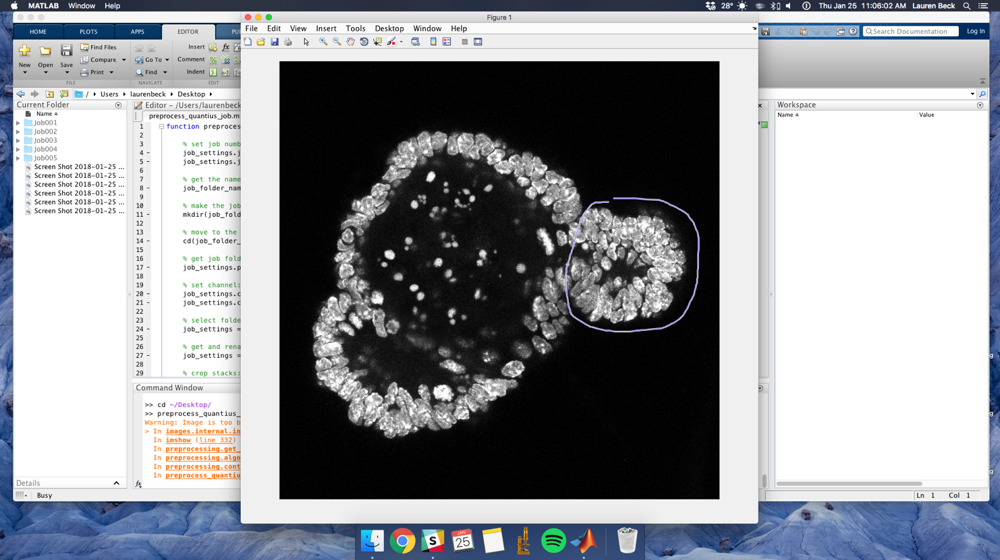 MATLAB Window Help
28° Thu Jan 25 11:06:02 AM Lauren Beck
Figure 1
HOME PLOTS APPS EDITOR PU
File Edit View Insert Tools Desktop Window Help
Search Documentation Log In
New Open Save
Find Files
Compare
Print
Go To
Find
Insert
Comment
Indent
FILE NAVIGATE EDIT
/ Users laurenbeck Desktop
Current Folder
Name
Job001
Job002
Job003
Job004
Job005
Screen Shot 2018-01-25 ...
Screen Shot 2018-01-25 ...
Screen Shot 2018-01-25 ...
Screen Shot 2018-01-25 ...
Screen Shot 2018-01-25 ...
Screen Shot 2018-01-25 ...
Details
Busy
Editor - /Users/laurenbeck
preprocess_quantius_job.m
1 function preproces
2
3 % set job numb
4 - job_settings.j
5 - job_settings.j
6
7 % get the name
8 - job_folder_nam
9
10 % make the job
11 - mkdir(job_fold
12
13 % move to the
14 - cd(job_folder_
15
16 % get job fold
17 - job_settings.p
18
19 % set channel:
20 - job_settings.c
21 - job_settings.c
22
23 % select folde
24 - job_settings =
25
26 % get and rena
27 - job_settings =
28
29 % crop stacks:
Command Window
>> cd ~/Desktop/
>> preprocess_quantius_
Warning: Image is too b
> In images.internal.in
In imshow (line 332)
In preprocessing.get_
In preprocessing.algo
In preprocessing.cont
In preprocess_quantiu
fx
Workspace
Name Value
Ln 1 Col 1
JAN
25